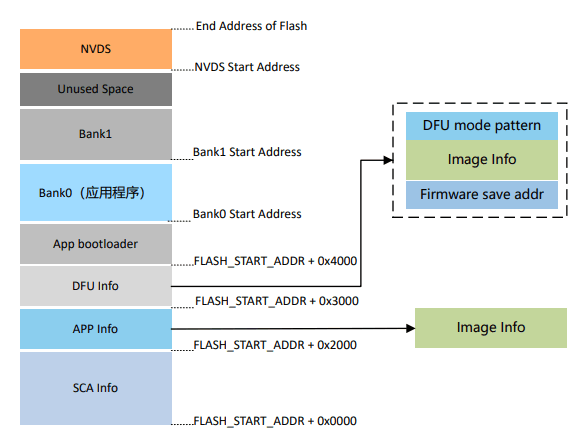 End Address of Flash
NVDS
NVDS Start Address
Unused Space
Bank1
Bank1 Start Address
Bank0（应用程序）
Bank0 Start Address
App bootloader
FLASH_START_ADDR + 0x4000
DFU Info
FLASH_START_ADDR + 0x3000
APP Info
FLASH_START_ADDR + 0x2000
SCA Info
FLASH_START_ADDR + 0x0000
DFU mode pattern
Image Info
Firmware save addr
Image Info